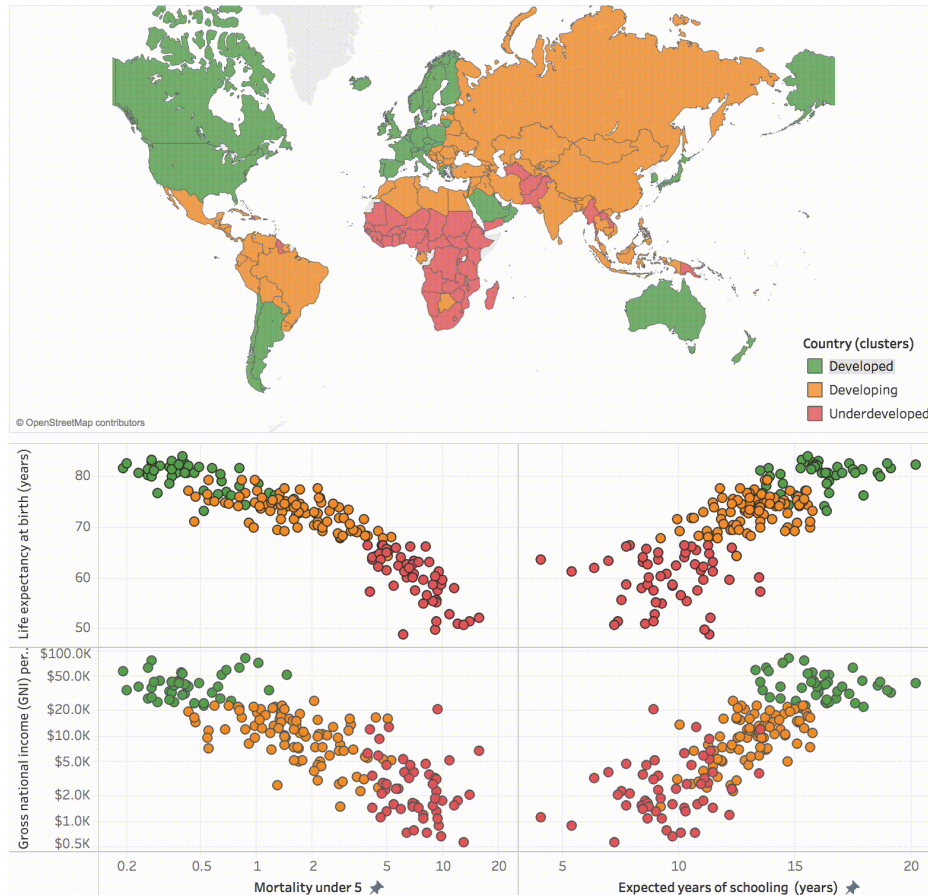 Country (clusters)
Developed
Developing
Underdeveloped
© OpenStreetMap contributors
Life expectancy at birth (years)
80
70
60
50
Gross national income (GNI) per..
$100.0K
$50.0K
$20.0K
$10.0K
$5.0K
$2.0K
$1.0K
$0.5K
0.2 0.5 1 2 5 10 20
5 10 15 20
Mortality under 5
Expected years of schooling (years)